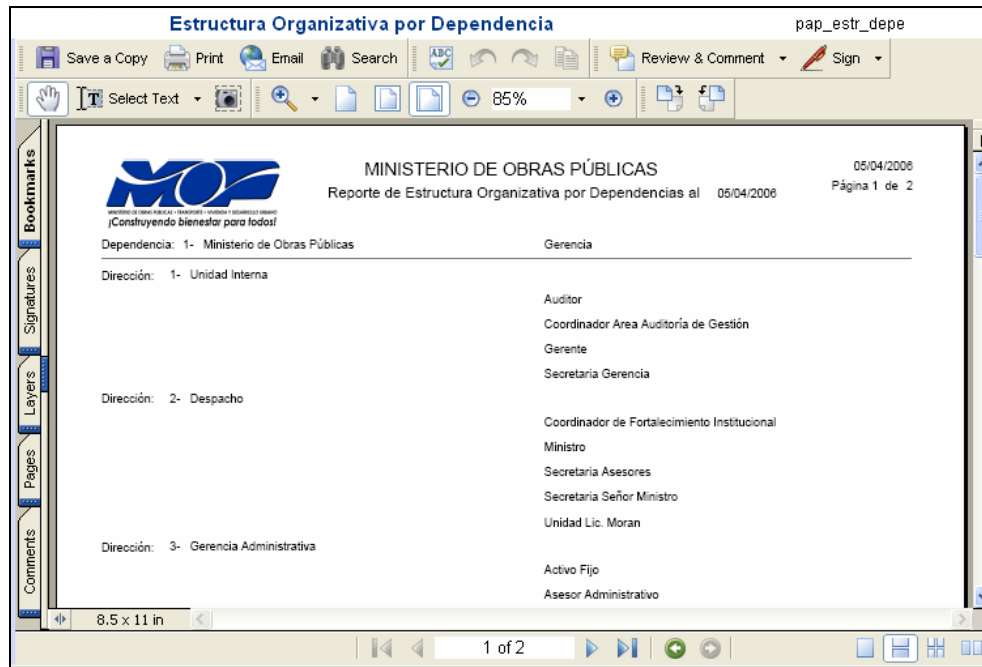 Estructura Organizativa por Dependencia pap_estr_depe
Save a Copy Print Email Search ABC Review & Comment Sign
T Select Text 85%
Bookmarks
Signatures
Layers
Pages
Comments
MOP
¡Construyendo bienestar para todos!
MINISTERIO DE OBRAS PÚBLICAS 05/04/2006
Reporte de Estructura Organizativa por Dependencias al 05/04/2006 Página 1 de 2
Dependencia: 1- Ministerio de Obras Públicas Gerencia
Dirección: 1- Unidad Interna
Auditor
Coordinador Area Auditoría de Gestión
Gerente
Secretaria Gerencia
Dirección: 2- Despacho
Coordinador de Fortalecimiento Institucional
Ministro
Secretaria Asesores
Secretaria Señor Ministro
Unidad Lic. Moran
Dirección: 3- Gerencia Administrativa
Activo Fijo
Asesor Administrativo
8.5 x 11 in
1 of 2